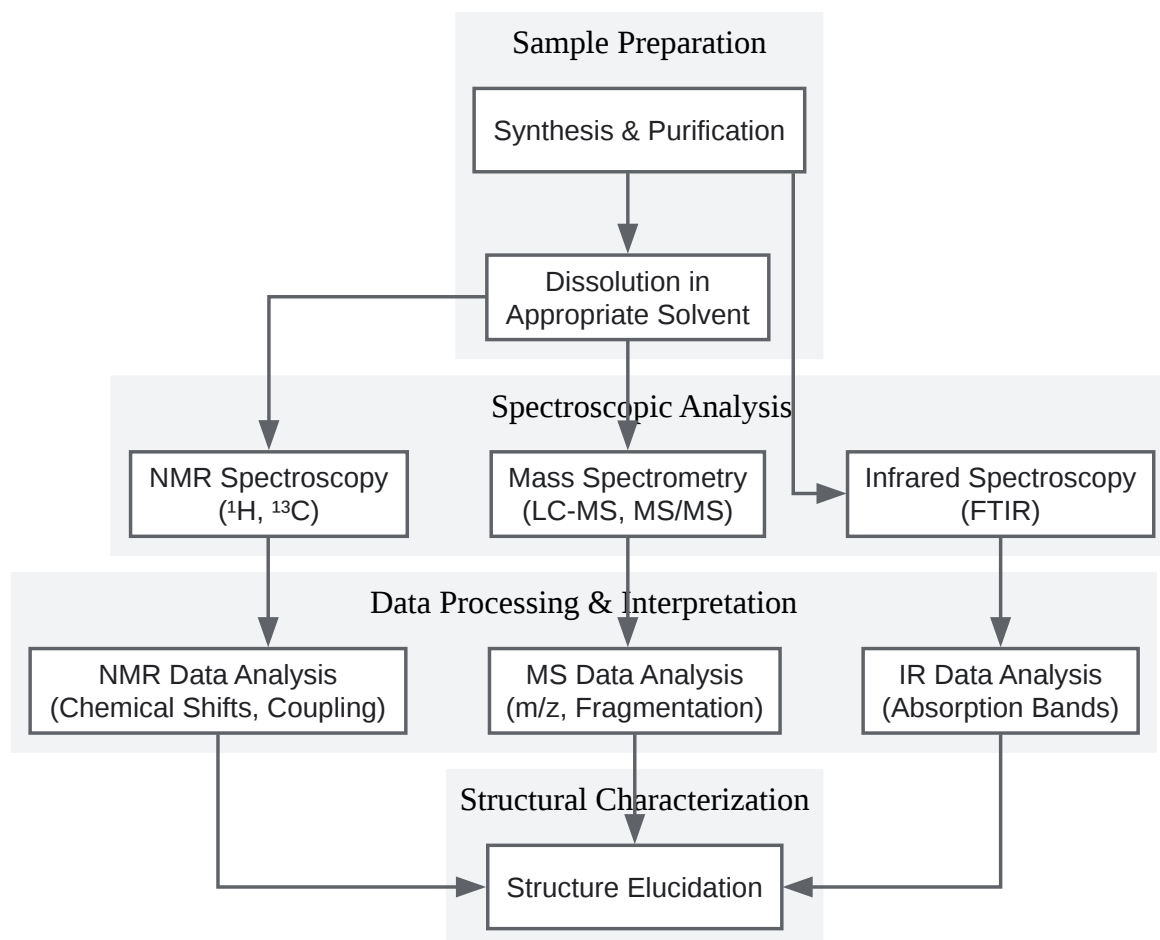 Sample Preparation
Synthesis & Purification
Dissolution in
Appropriate Solvent
Spectroscopic Analysis
NMR Spectroscopy
(¹H, ¹³C)
Mass Spectrometry
(LC-MS, MS/MS)
Infrared Spectroscopy
(FTIR)
Data Processing & Interpretation
NMR Data Analysis
(Chemical Shifts, Coupling)
MS Data Analysis
(m/z, Fragmentation)
IR Data Analysis
(Absorption Bands)
Structural Characterization
Structure Elucidation